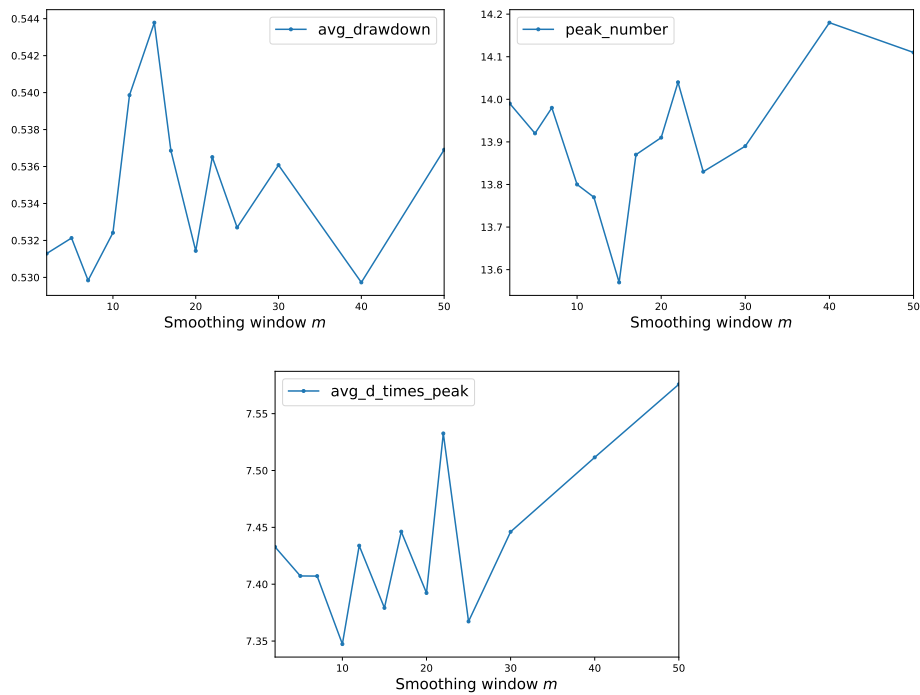 avg_drawdown
0.544
0.542
0.540
0.538
0.536
0.534
0.532
0.530
10 20 30 40 50
Smoothing window m
peak_number
14.2
14.1
14.0
13.9
13.8
13.7
13.6
10 20 30 40 50
Smoothing window m
avg_d_times_peak
7.55
7.50
7.45
7.40
7.35
10 20 30 40 50
Smoothing window m